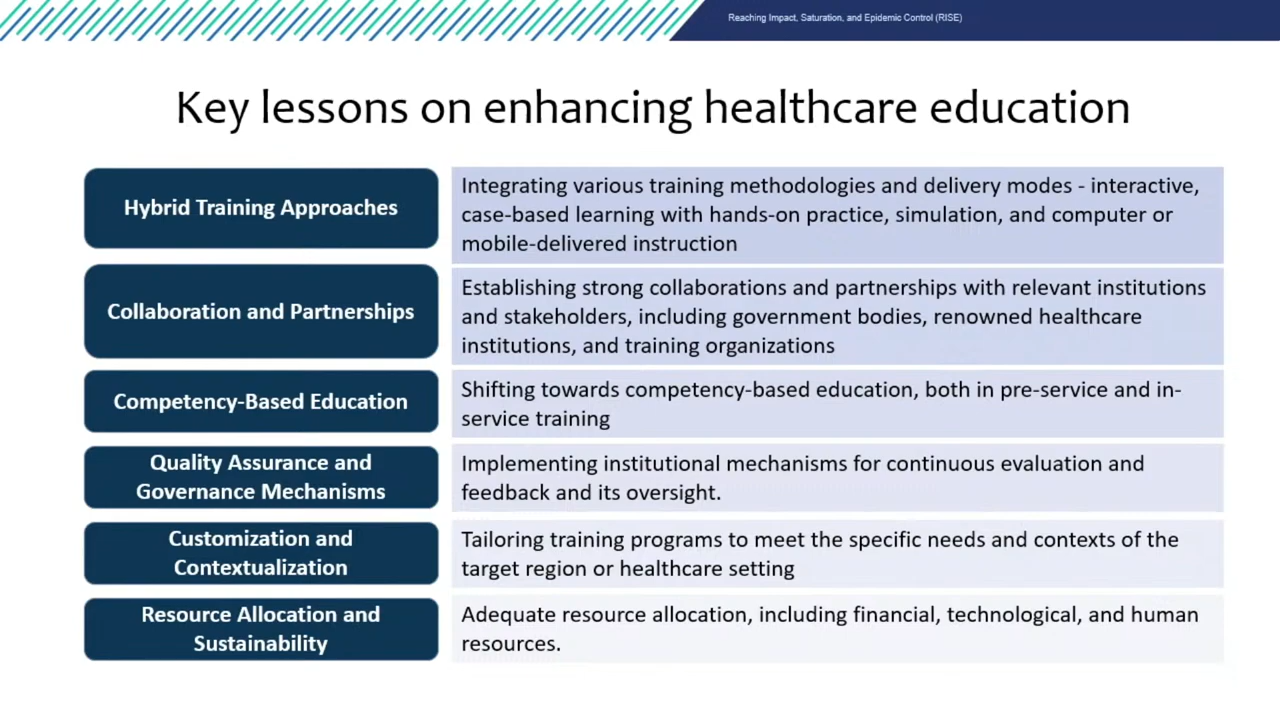 Reaching Impact, Saturation, and Epidemic Control (RISE)
Key lessons on enhancing healthcare education
Hybrid Training Approaches
Integrating various training methodologies and delivery modes - interactive,
case-based learning with hands-on practice, simulation, and computer or
mobile-delivered instruction
Collaboration and Partnerships
Establishing strong collaborations and partnerships with relevant institutions
and stakeholders, including government bodies, renowned healthcare
institutions, and training organizations
Competency-Based Education
Shifting towards competency-based education, both in pre-service and in-
service training
Quality Assurance and
Governance Mechanisms
Implementing institutional mechanisms for continuous evaluation and
feedback and its oversight.
Customization and
Contextualization
Tailoring training programs to meet the specific needs and contexts of the
target region or healthcare setting
Resource Allocation and
Sustainability
Adequate resource allocation, including financial, technological, and human
resources.